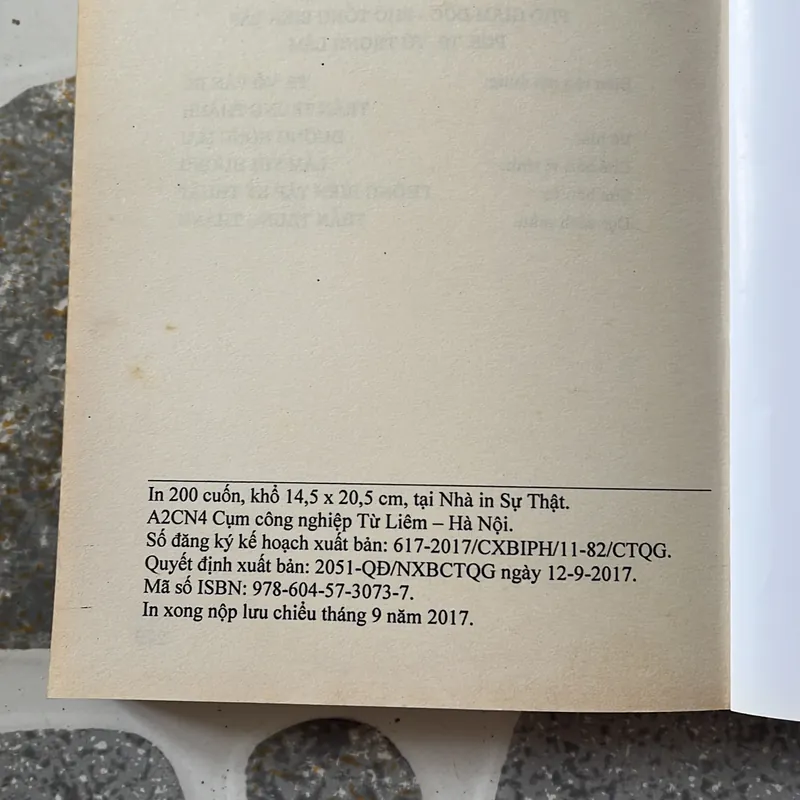 In 200 cuốn, khổ 14,5 x 20,5 cm, tại Nhà in Sự Thật.
A2CN4 Cụm công nghiệp Từ Liêm – Hà Nội.
Số đăng ký kế hoạch xuất bản: 617-2017/CXBIPH/11-82/CTQG.
Quyết định xuất bản: 2051-QĐ/NXBCTQG ngày 12-9-2017.
Mã số ISBN: 978-604-57-3073-7.
In xong nộp lưu chiểu tháng 9 năm 2017.